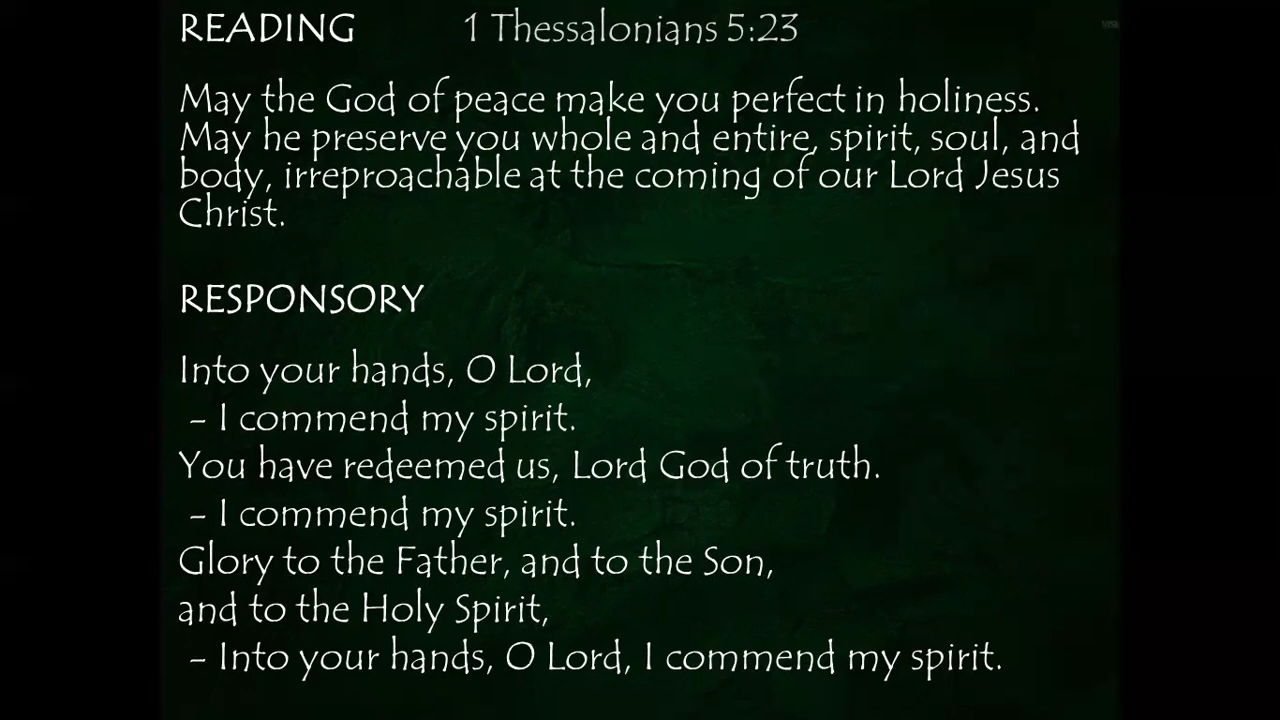 READING 1 Thessalonians 5:23
May the God of peace make you perfect in holiness.
May he preserve you whole and entire, spirit, soul, and
body, irreproachable at the coming of our Lord Jesus
Christ.
RESPONSORY
Into your hands, O Lord,
– I commend my spirit.
You have redeemed us, Lord God of truth.
– I commend my spirit.
Glory to the Father, and to the Son,
and to the Holy Spirit,
– Into your hands, O Lord, I commend my spirit.